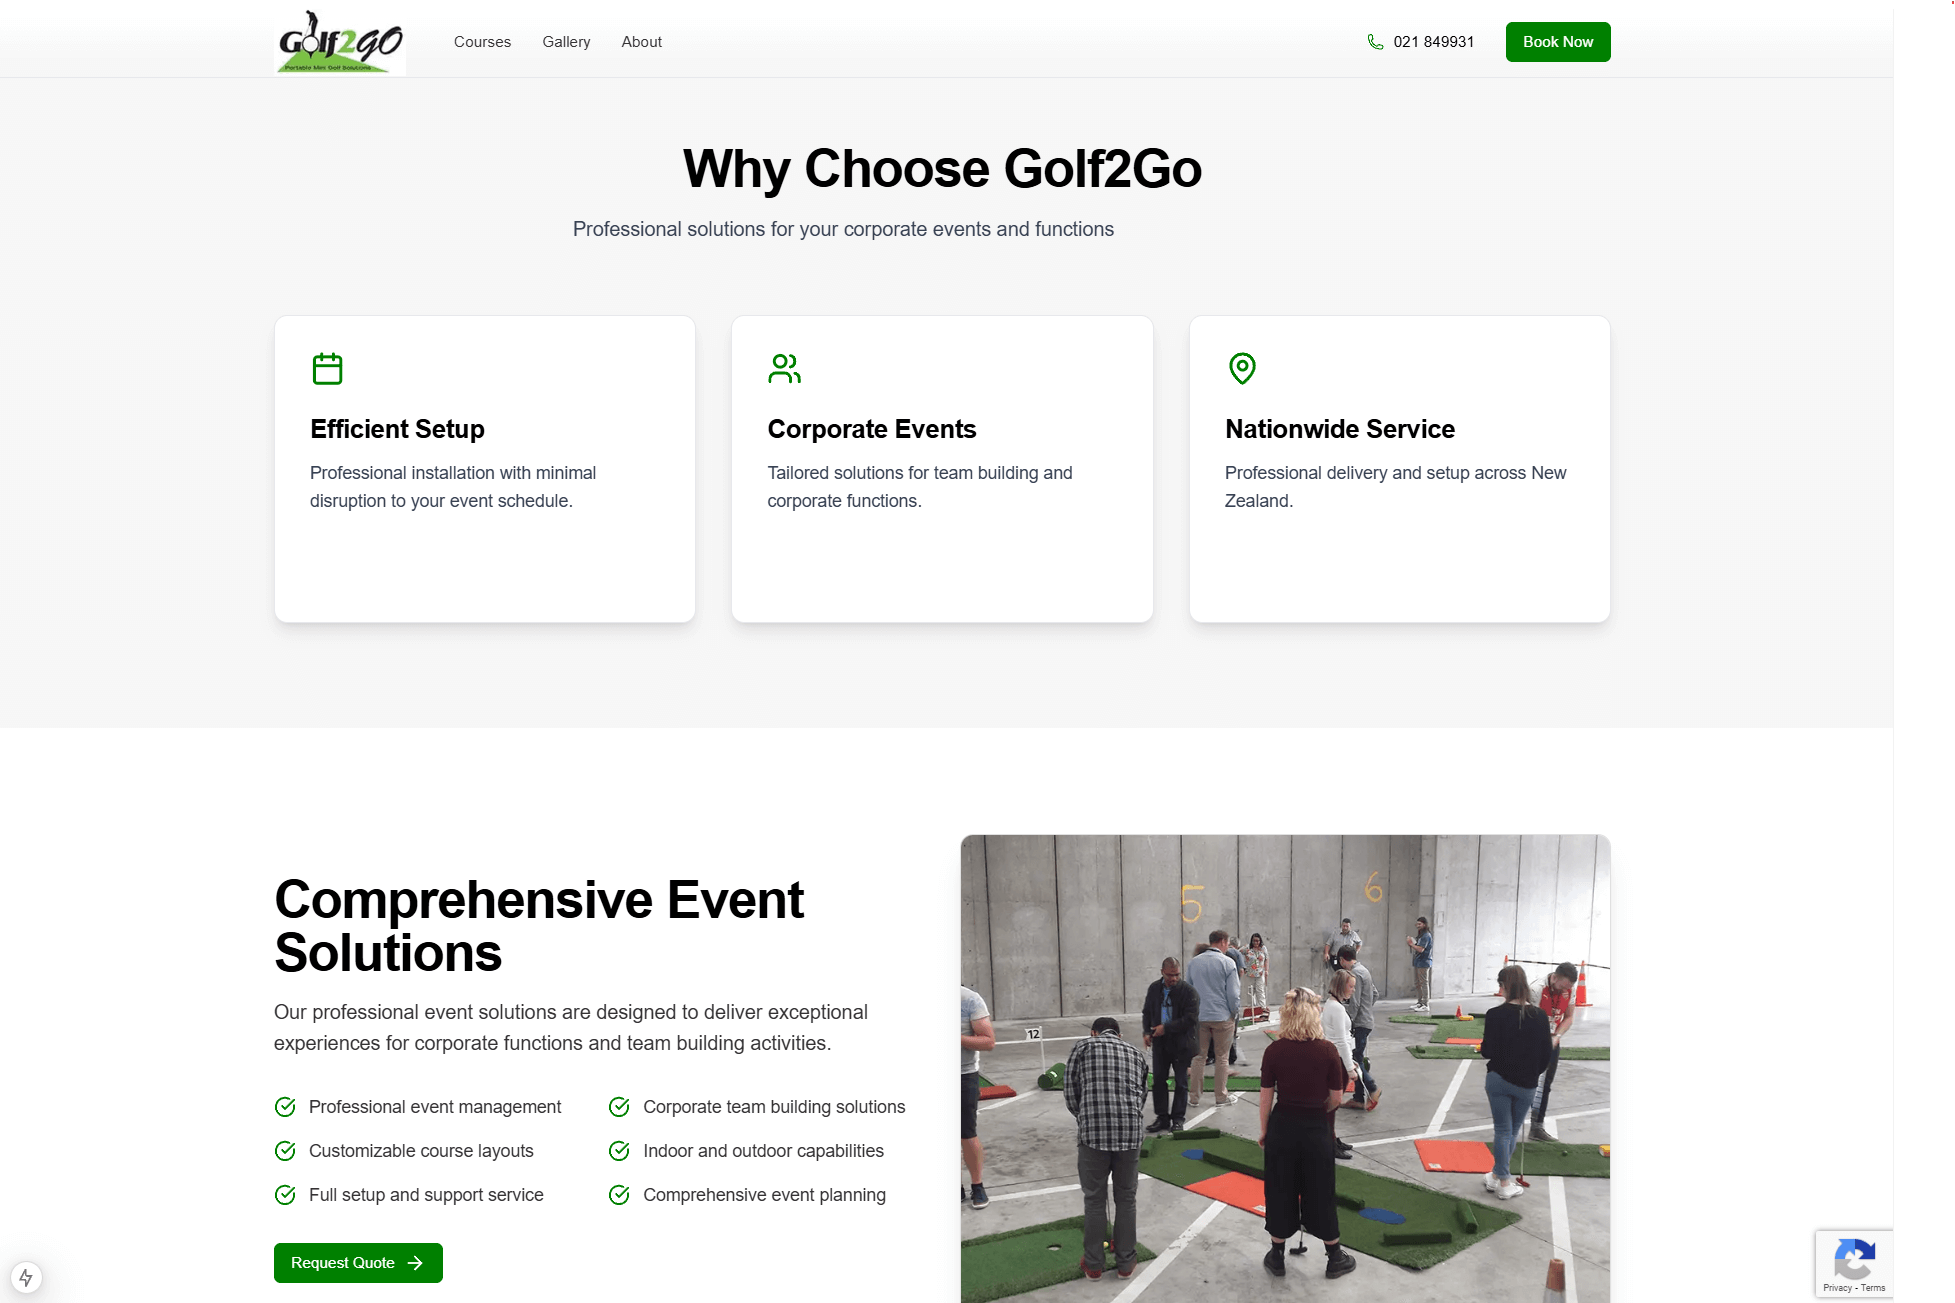 Golf2GO
Portable Mini Golf Solutions
Courses
Gallery
About
021 849931
Book Now
Why Choose Golf2Go
Professional solutions for your corporate events and functions
Efficient Setup
Professional installation with minimal
disruption to your event schedule.
Corporate Events
Tailored solutions for team building and
corporate functions.
Nationwide Service
Professional delivery and setup across New
Zealand.
Comprehensive Event
Solutions
Our professional event solutions are designed to deliver exceptional
experiences for corporate functions and team building activities.
Professional event management
Corporate team building solutions
Customizable course layouts
Indoor and outdoor capabilities
Full setup and support service
Comprehensive event planning
Request Quote
5
6
12
Privacy - Terms